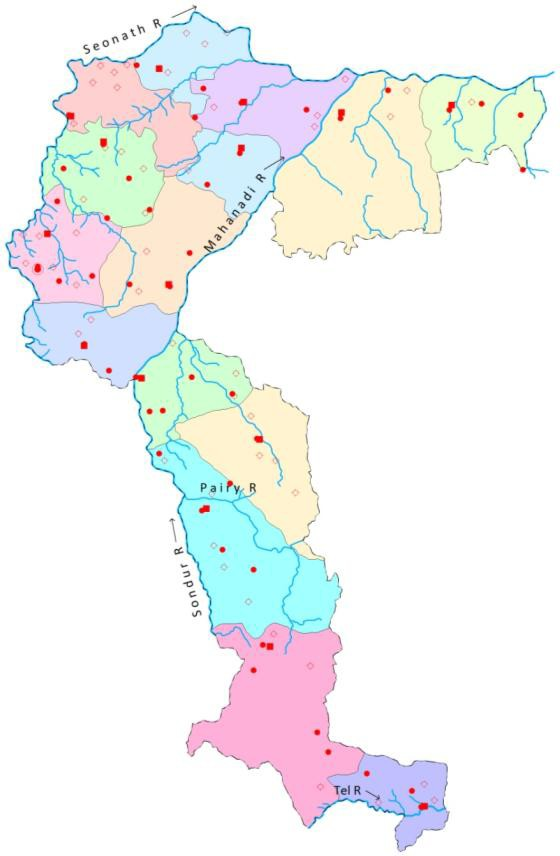 Seonath R
Mahanadi R
Pairy R
Sondur R
Tel R